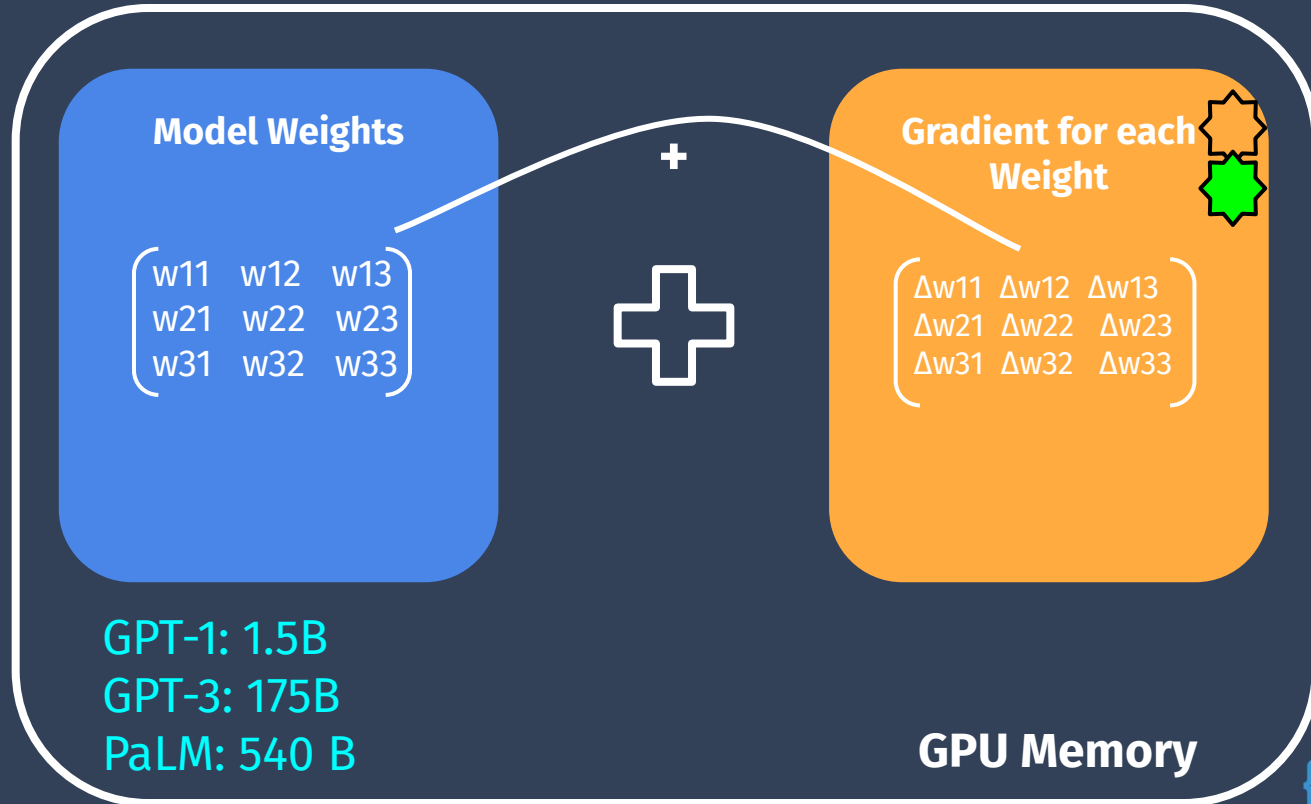 Model Weights
+
Gradient for each
Weight
w11 w12 w13
w21 w22 w23
w31 w32 w33
Δw11 Δw12 Δw13
Δw21 Δw22 Δw23
Δw31 Δw32 Δw33
GPT-1: 1.5B
GPT-3: 175B
PaLM: 540 B
GPU Memory